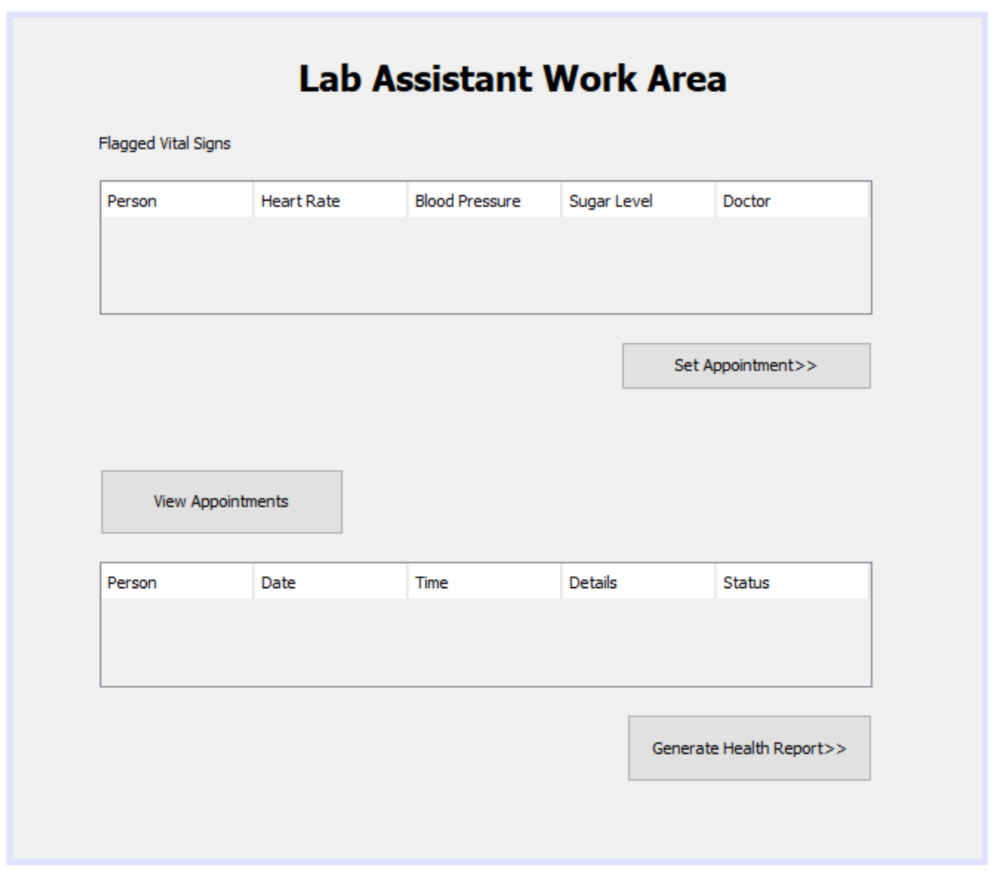 Lab Assistant Work Area
Flagged Vital Signs
Person Heart Rate Blood Pressure Sugar Level Doctor
Set Appointment>>
View Appointments
Person Date Time Details Status
Generate Health Report>>